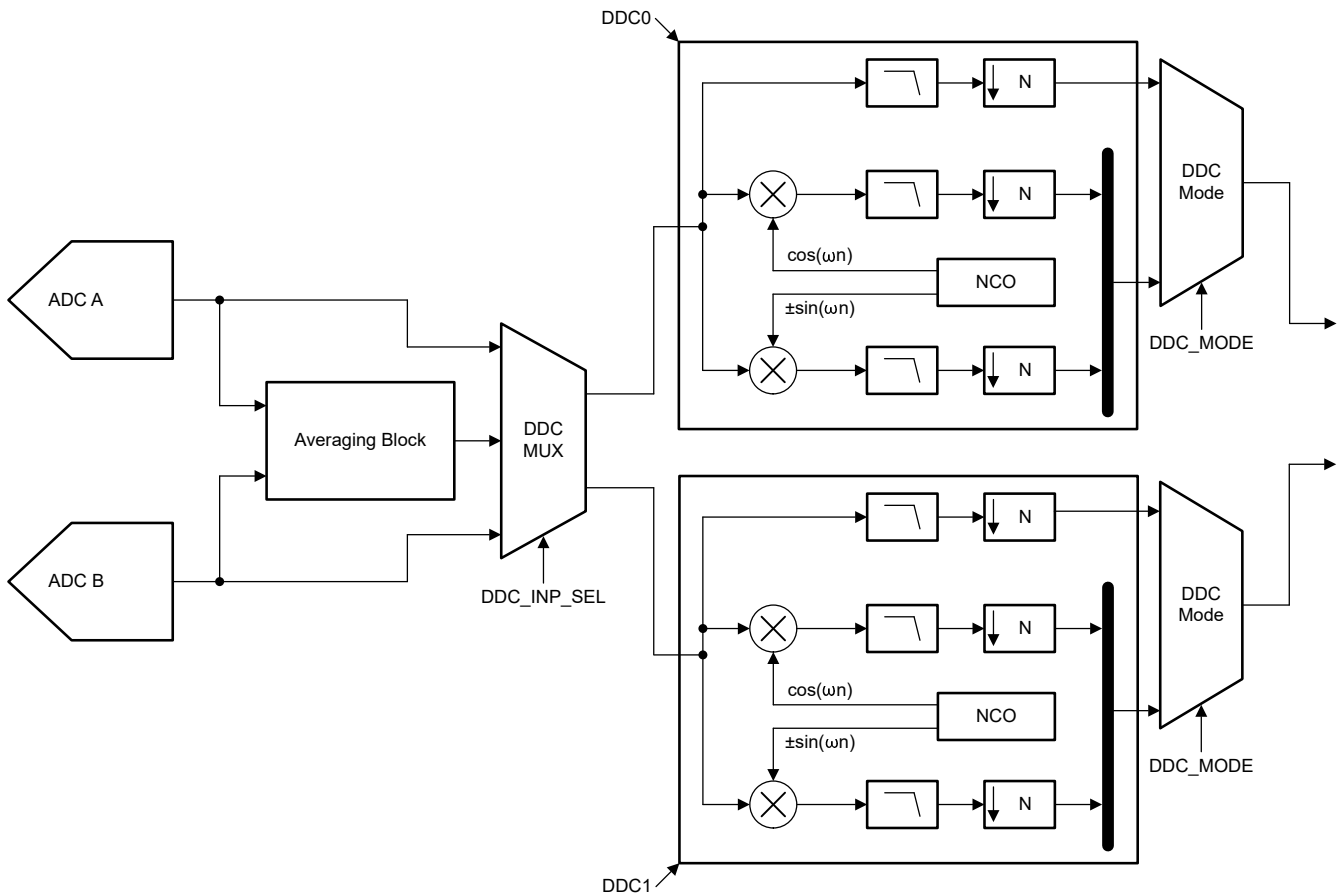 DDC0
N
N
DDC
Mode
cos(ωn)
NCO
±sin(ωn)
DDC_MODE
N
ADC A
Averaging Block
DDC
MUX
ADC B
DDC_INP_SEL
N
N
DDC
Mode
cos(ωn)
NCO
±sin(ωn)
DDC_MODE
N
DDC1